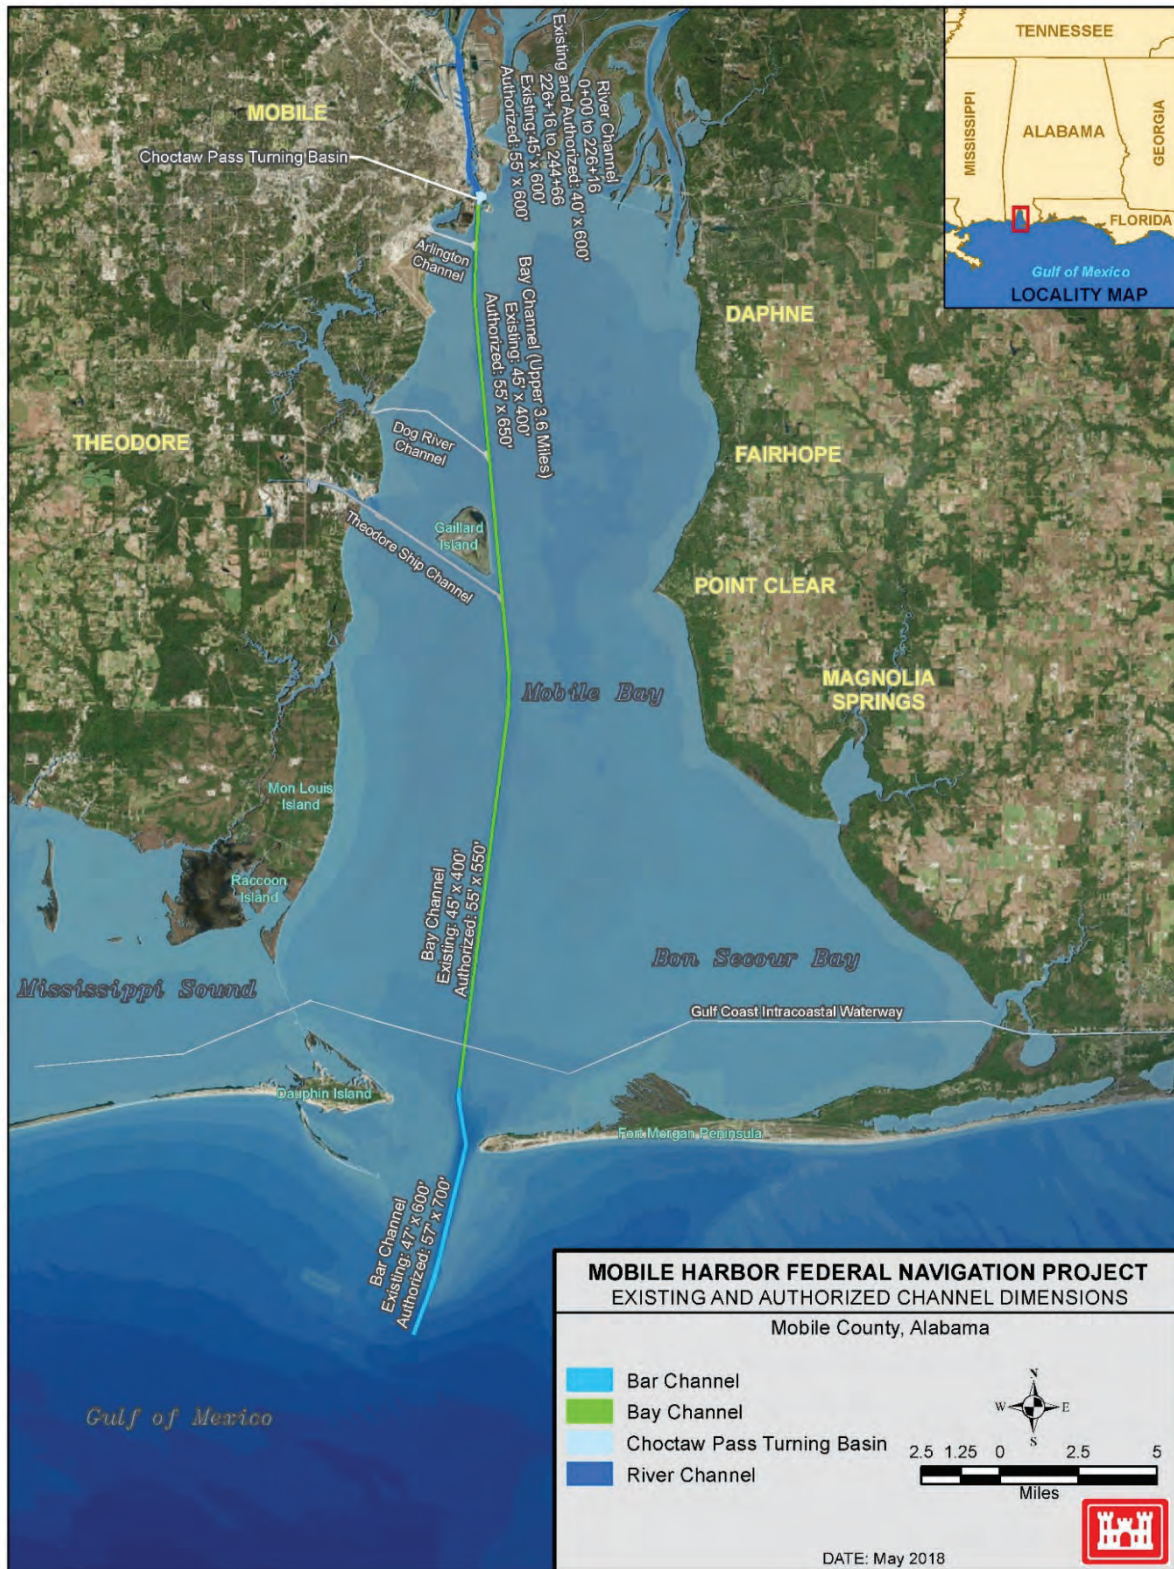 TENNESSEE
MISSISSIPPI
ALABAMA
GEORGIA
FLORIDA
Gulf of Mexico
LOCALITY MAP
River Channel
0+00 to 226+16
Existing and Authorized: 40' x 600'
226+16 to 244+66
Existing:45' x 600'
Authorized: 55' x 600'
MOBILE
Choctaw Pass Turning Basin
Arlington
Channel
Bay Channel (Upper 3.6 Miles)
Existing: 45' x 400'
Authorized: 55' x 650'
DAPHNE
THEODORE
Dog River
Channel
FAIRHOPE
Gaillard
Island
Theodore Ship Channel
POINT CLEAR
Mobile Bay
MAGNOLIA
SPRINGS
Mon Louis
Island
Raccoon
Island
Bay Channel
Existing: 45' x 400'
Authorized: 55' x 550'
Bon Secour Bay
Mississippi Sound
Gulf Coast Intracoastal Waterway
Dauphin Island
Fort Morgan Peninsula
Bar Channel
Existing: 47' x 600'
Authorized: 57' x 700'
Gulf of Mexico
MOBILE HARBOR FEDERAL NAVIGATION PROJECT
EXISTING AND AUTHORIZED CHANNEL DIMENSIONS
Mobile County, Alabama
Bar Channel
Bay Channel
Choctaw Pass Turning Basin
River Channel
N
W E
S
2.5 1.25 0 2.5 5
Miles
DATE: May 2018